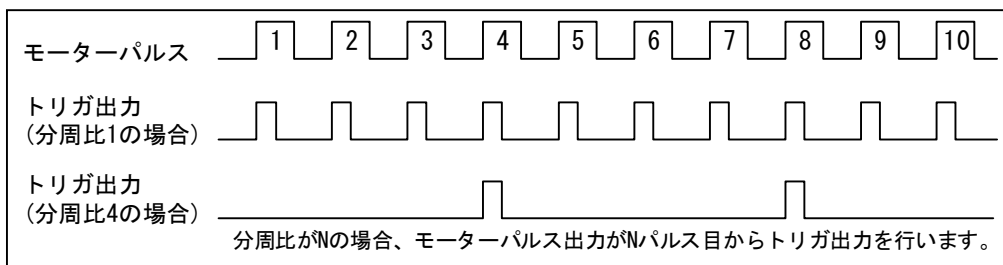 モーターパルス
1 2 3 4 5 6 7 8 9 10
トリガ出力
(分周比1の場合)
トリガ出力
(分周比4の場合)
分周比がNの場合、モーターパルス出力がNパルス目からトリガ出力を行います。